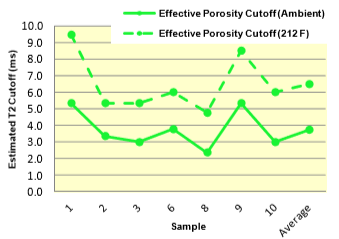 Effective Porosity Cutoff (Ambient)
Effective Porosity Cutoff (212 F)
Estimated T2 Cutoff (ms)
10.0
9.0
8.0
7.0
6.0
5.0
4.0
3.0
2.0
1.0
0.0
1 2 3 6 8 9 10 Average
Sample